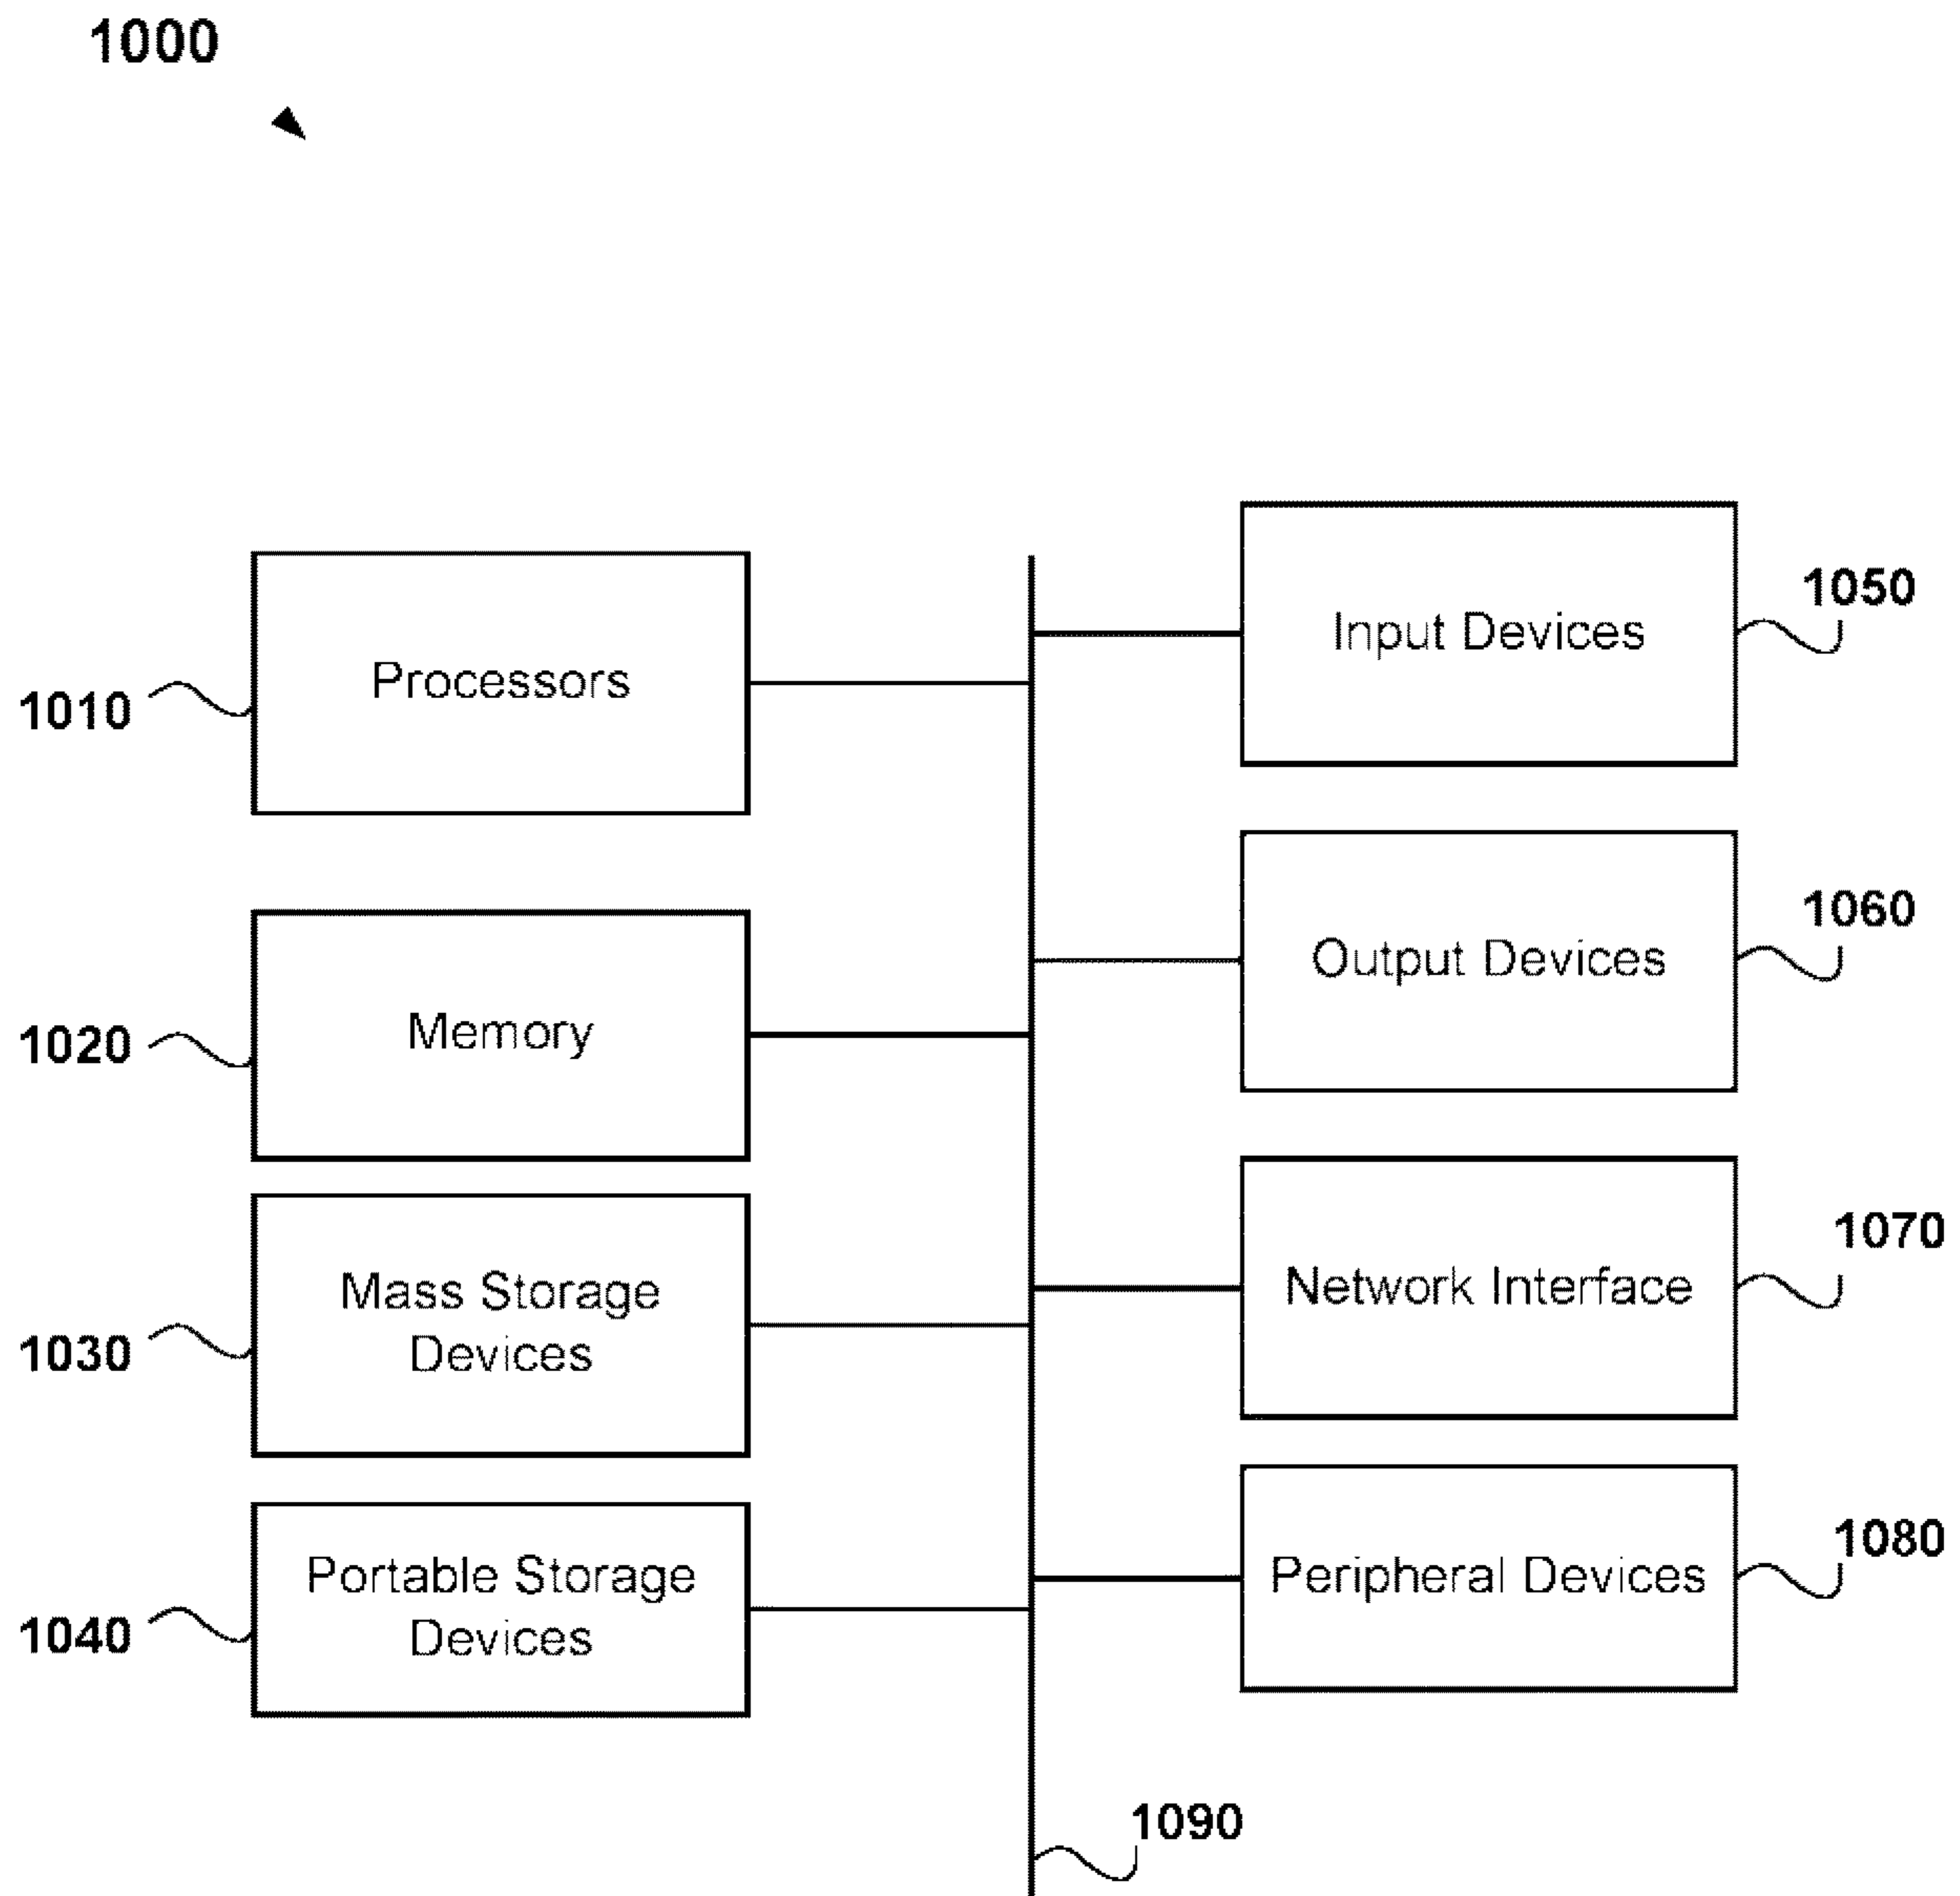 1000
Processors
1010
Memory
1020
Mass Storage
Devices
1030
Portable Storage
Devices
1040
Input Devices
1050
Output Devices
1060
Network Interface
1070
Peripheral Devices
1080
1090